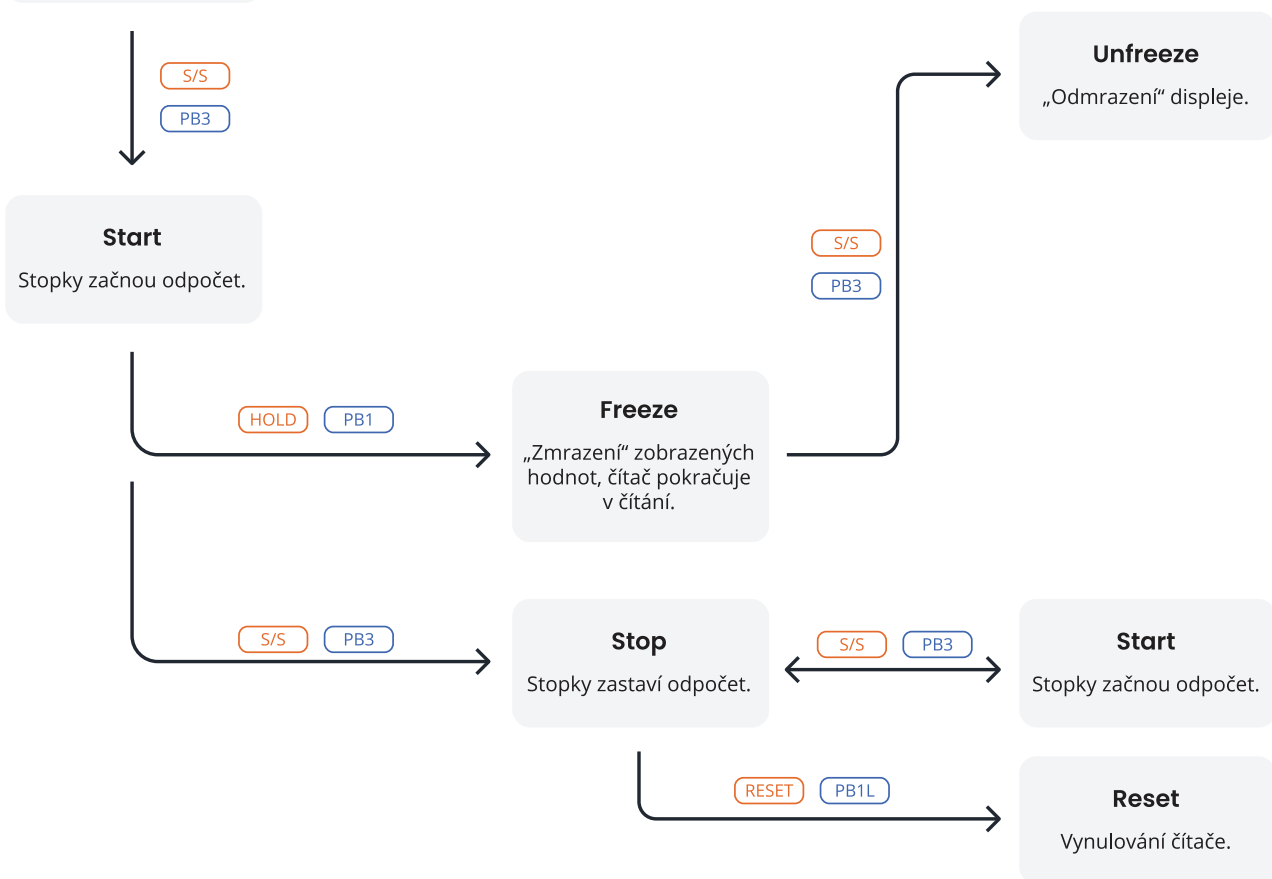 Unfreeze
„Odmrazení“ displeje.
S/S
PB3
Start
Stopky začnou odpočet.
S/S
PB3
HOLD PB1
Freeze
„Zmrazení“ zobrazených
hodnot, čítač pokračuje
v čítání.
S/S PB3
Stop
Stopky zastaví odpočet.
S/S PB3
Start
Stopky začnou odpočet.
RESET PB1L
Reset
Vynulování čítače.